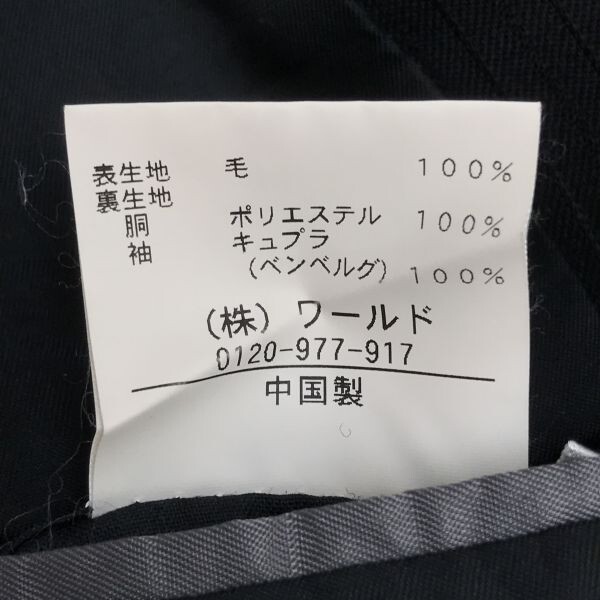 表生地 毛 100%
裏生地
胴 ポリエステル 100%
袖 キュプラ
(ベンベルグ) 100%
(株) ワールド
0120-977-917
中国製